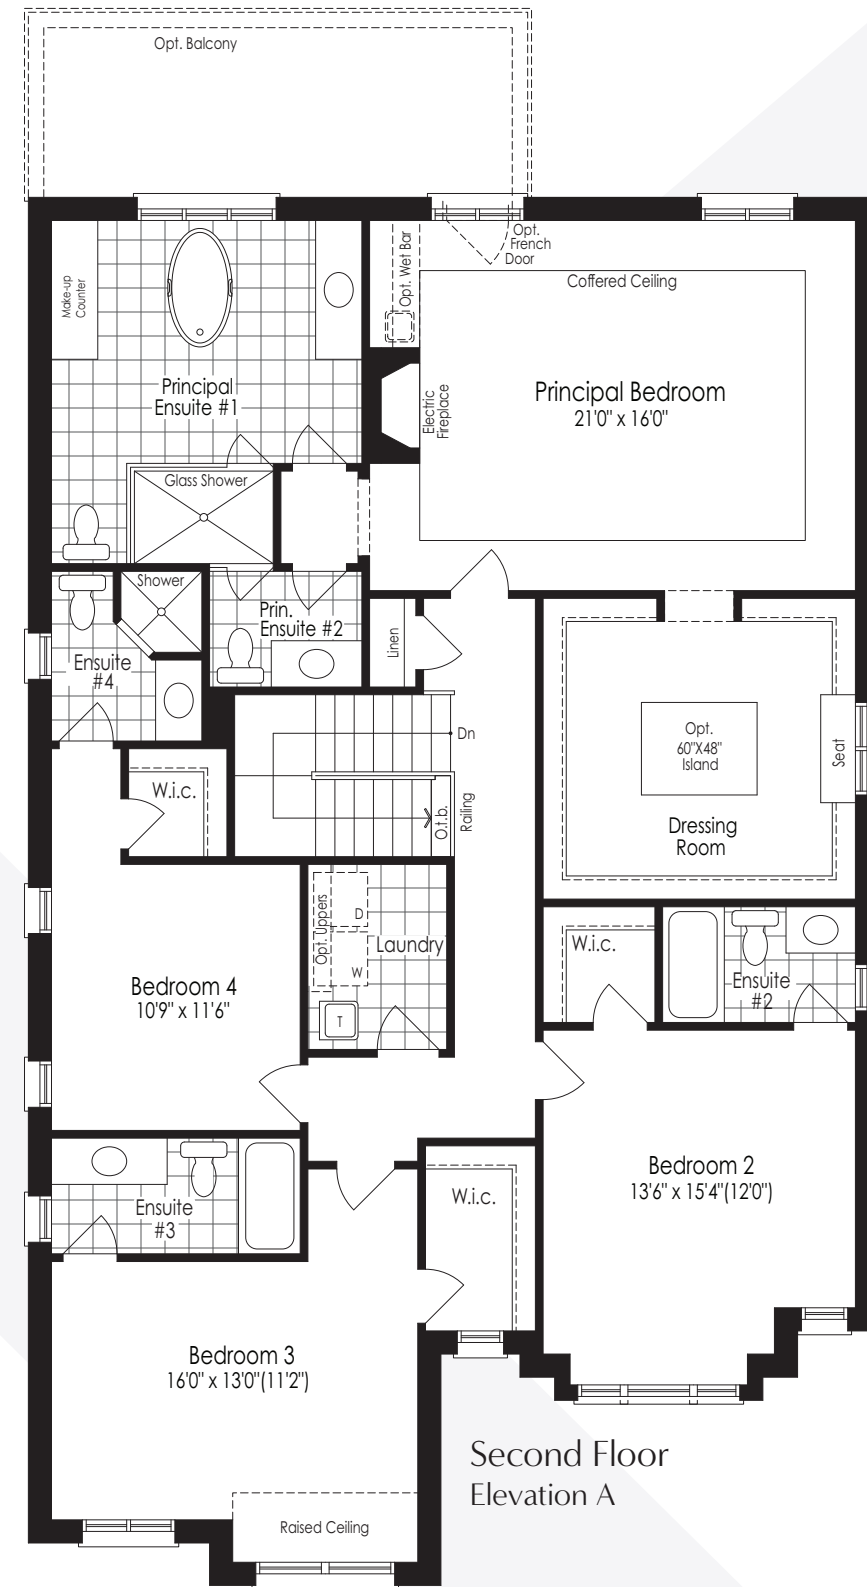 Opt. Balcony
Opt.
French
Door
Opt. Wet Bar
Make-up
Counter
Coffered Ceiling
Principal
Ensuite #1
Electric
Fireplace
Principal Bedroom
21'0" x 16'0"
Glass Shower
Shower
Prin.
Ensuite #2
Linen
Ensuite
#4
Dn
Opt.
60"X48"
Island
Seat
W.i.c.
O.t.b.
Railing
Dressing
Room
Opt. Uppers
D
W
T
Laundry
W.i.c.
Ensuite
#2
Bedroom 4
10'9" x 11'6"
Bedroom 2
13'6" x 15'4"(12'0")
Ensuite
#3
W.i.c.
Bedroom 3
16'0" x 13'0"(11'2")
Second Floor
Elevation A
Raised Ceiling